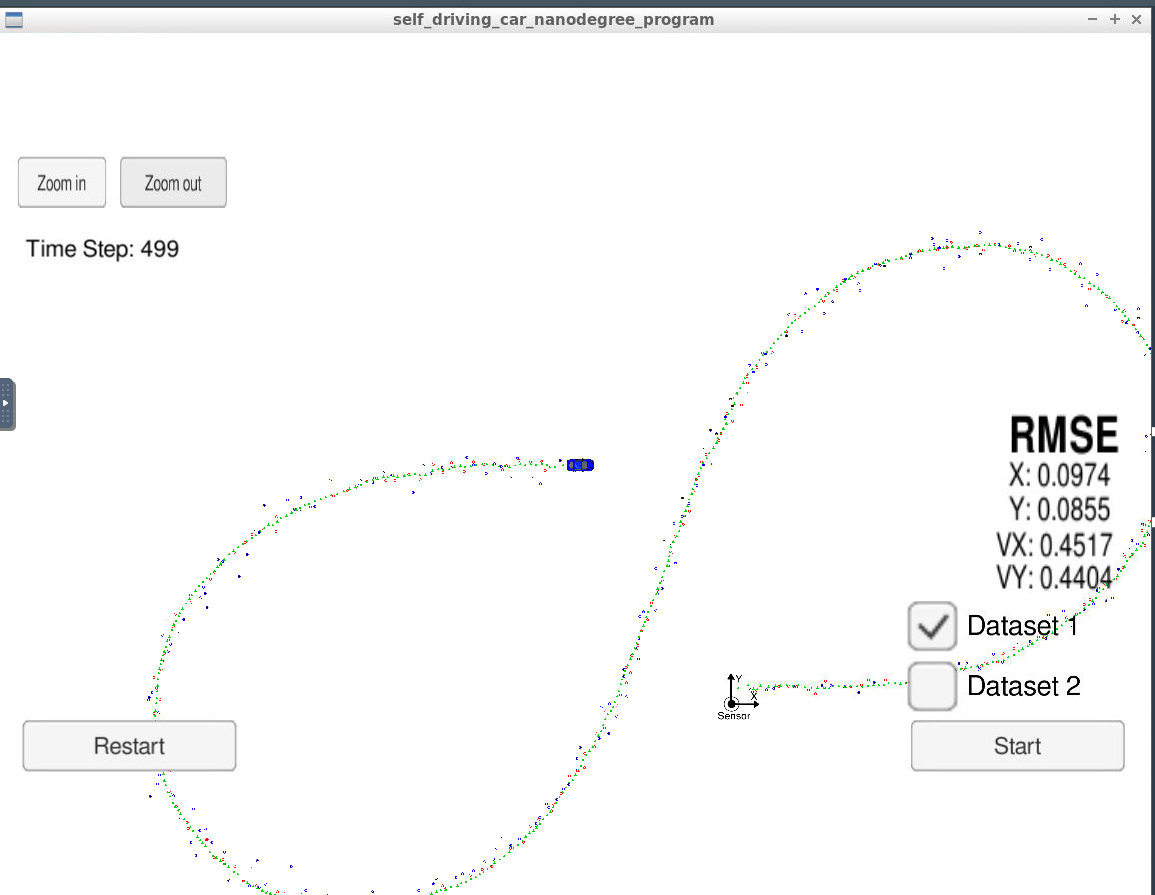 self_driving_car_nanodegree_program
Zoom in
Zoom out
Time Step: 499
RMSE
X: 0.0974
Y: 0.0855
VX: 0.4517
VY: 0.4404
Dataset 1
Dataset 2
Y
X
Sensor
Restart
Start